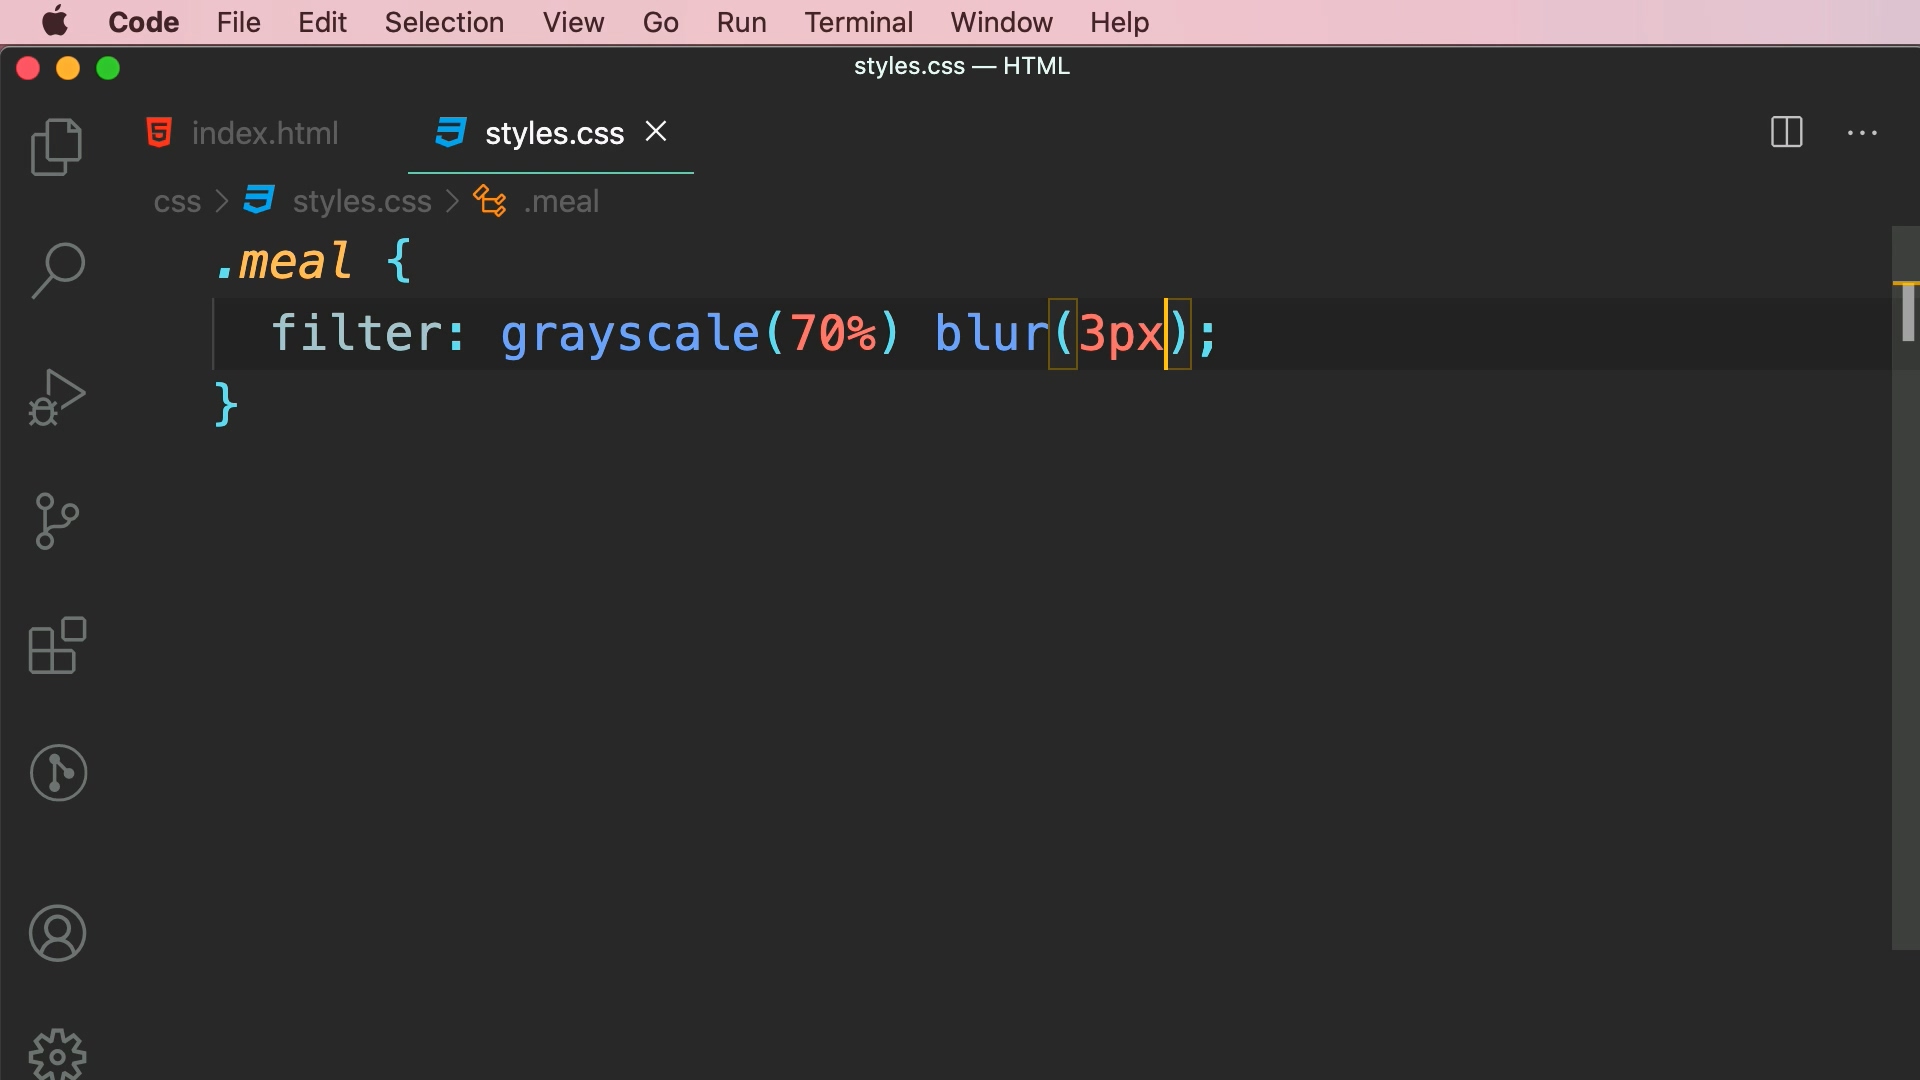 Code File Edit Selection View Go Run Terminal Window Help
styles.css — HTML
index.html styles.css
css > styles.css > .meal
.meal {
filter: grayscale(70%) blur(3px);
}